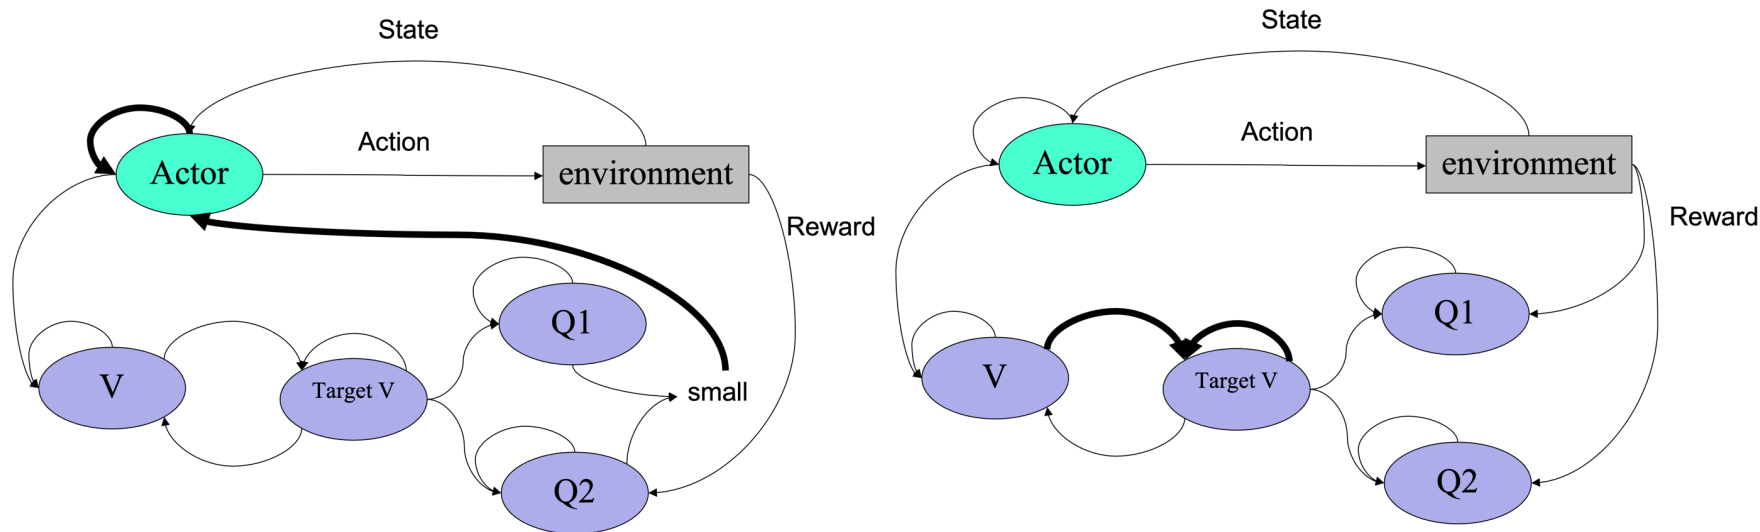 State
Action
Actor
environment
Reward
Q1
V
Target V
small
Q2
State
Action
Actor
environment
Reward
Q1
V
Target V
Q2